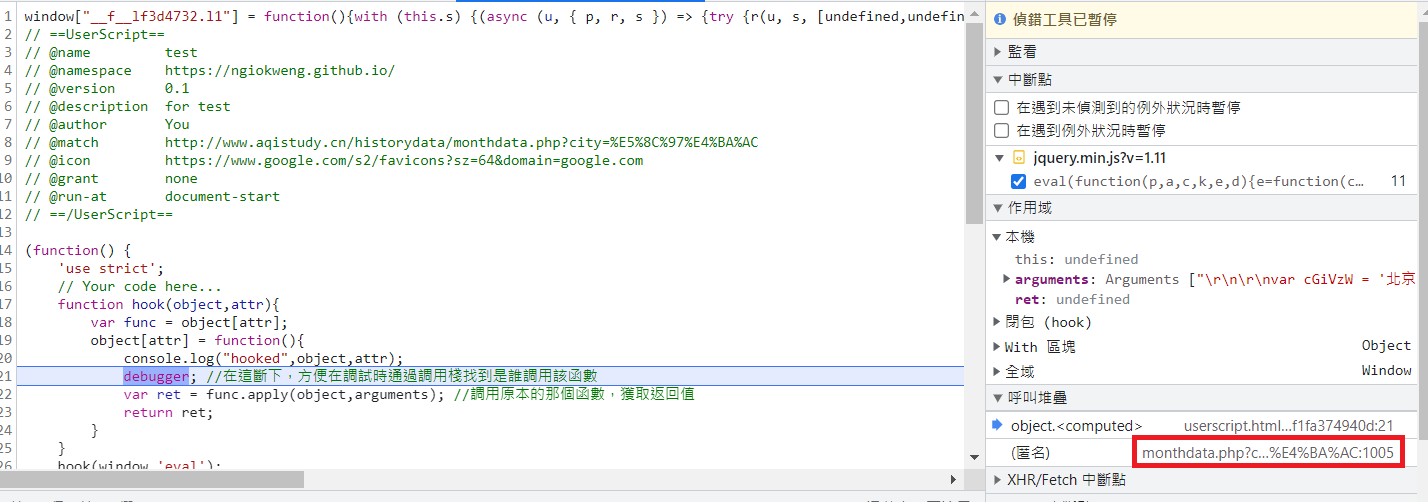 1 window["__f__lf3d4732.l1"] = function(){with (this.s) {(async (u, { p, r, s }) => {try {r(u, s, [undefined,undefin
2 // ==UserScript==
3 // @name         test
4 // @namespace    https://ngiokweng.github.io/
5 // @version      0.1
6 // @description  for test
7 // @author       You
8 // @match        http://www.aqistudy.cn/historydata/monthdata.php?city=%E5%8C%97%E4%BA%AC
9 // @icon         https://www.google.com/s2/favicons?sz=64&domain=google.com
10 // @grant        none
11 // @run-at       document-start
12 // ==/UserScript==
13
14 (function() {
15     'use strict';
16     // Your code here...
17     function hook(object,attr){
18         var func = object[attr];
19         object[attr] = function(){
20             console.log("hooked",object,attr);
21             debugger; //在這斷下，方便在調試時通過調用棧找到是誰調用該函數
22             var ret = func.apply(object,arguments); //調用原本的那個函數，獲取返回值
23             return ret;
24         }
25     }
26     hook(window,'eval');
偵錯工具已暫停
監看
中斷點
在遇到未偵測到的例外狀況時暫停
在遇到例外狀況時暫停
jquery.min.js?v=1.11
eval(function(p,a,c,k,e,d){e=function(c… 11
作用域
本機
this: undefined
arguments: Arguments ["\r\n\r\nvar cGiVzW = '北京
ret: undefined
閉包 (hook)
With 區塊 Object
全域 Window
呼叫堆疊
object.<computed> userscript.html…f1fa374940d:21
(匿名) monthdata.php?c…%E4%BA%AC:1005
XHR/Fetch 中斷點